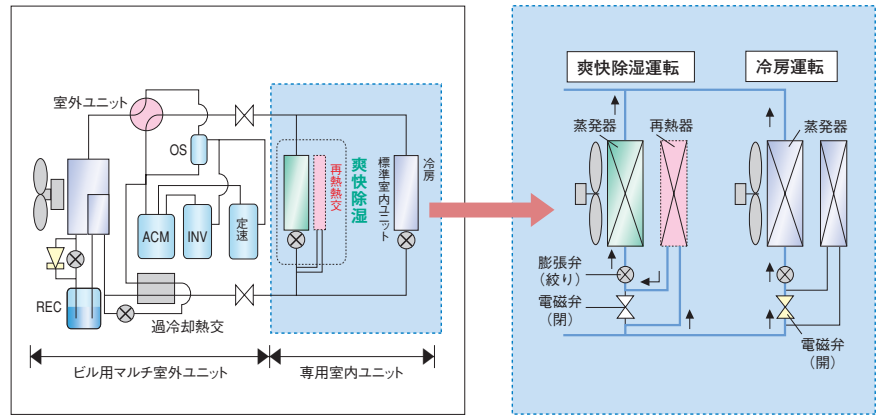 室外ユニット
OS
ACM
INV
定速
REC
過冷却熱交
再熱熱交
爽快除湿
標準室内ユニット
冷房
ビル用マルチ室外ユニット
専用室内ユニット
爽快除湿運転
冷房運転
蒸発器
再熱器
蒸発器
膨張弁
(絞り)
電磁弁
(閉)
電磁弁
(開)